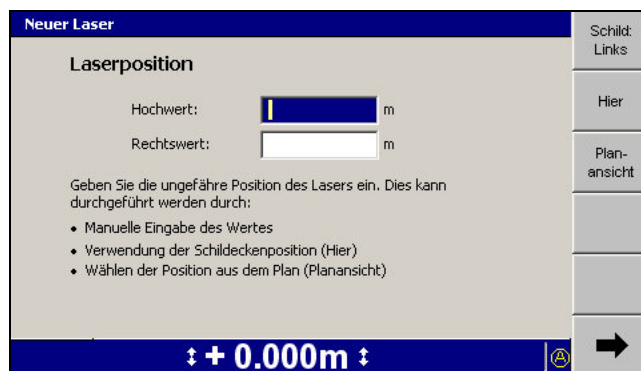 Neuer Laser
Laserposition
Hochwert: m
Rechtswert: m
Geben Sie die ungefähre Position des Lasers ein. Dies kann
durchgeführt werden durch:
• Manuelle Eingabe des Wertes
• Verwendung der Schildeckenposition (Hier)
• Wählen der Position aus dem Plan (Planansicht)
+ 0.000m
A
Schild:
Links
Hier
Plan-
ansicht